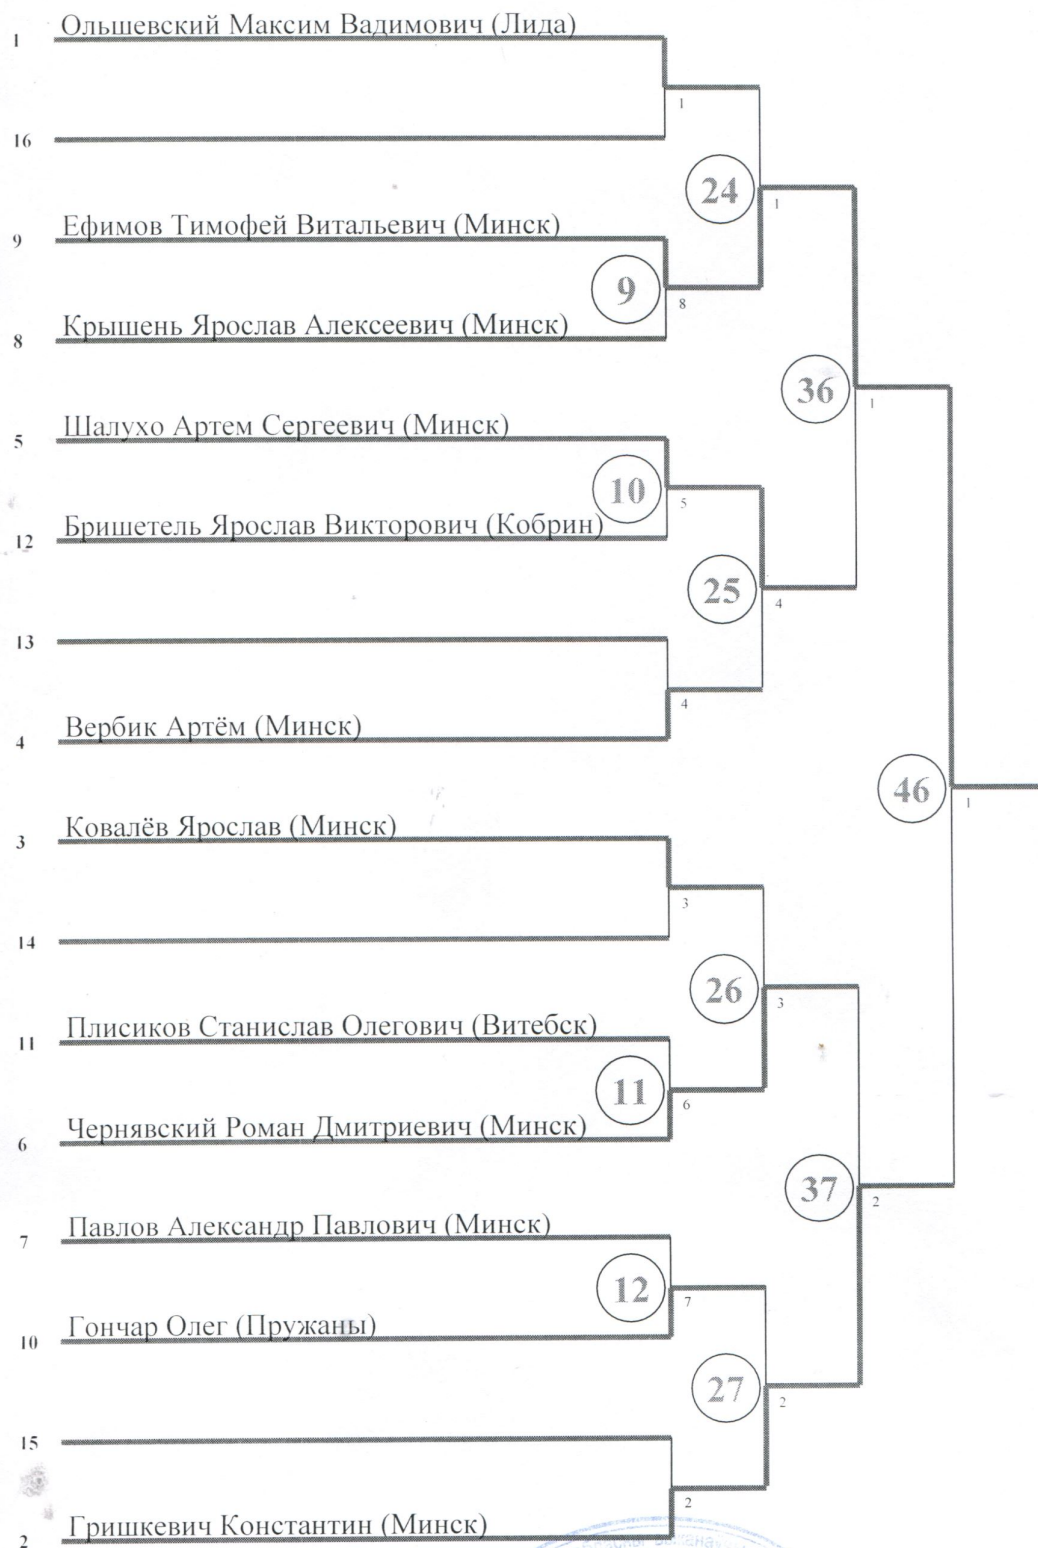 1 Ольшевский Максим Вадимович (Лида)
1
16
24
1
9 Ефимов Тимофей Витальевич (Минск)
9
8
8 Крышень Ярослав Алексеевич (Минск)
36
1
5 Шалухо Артем Сергеевич (Минск)
10
5
12 Бришетель Ярослав Викторович (Кобрин)
25
4
13
4
4 Вербик Артём (Минск)
46
1
3 Ковалёв Ярослав (Минск)
3
14
26
3
11 Плисиков Станислав Олегович (Витебск)
11
6
6 Чернявский Роман Дмитриевич (Минск)
37
2
7 Павлов Александр Павлович (Минск)
12
7
10 Гончар Олег (Пружаны)
27
2
15
2
2 Гришкевич Константин (Минск)